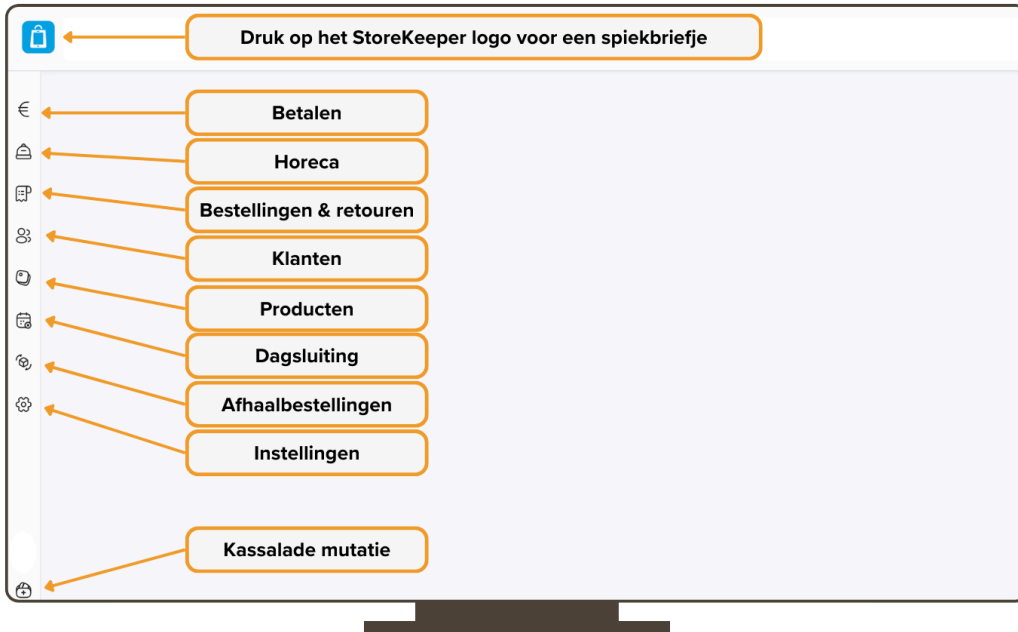 Druk op het StoreKeeper logo voor een spiekbriefje
Betalen
Horeca
Bestellingen & retouren
Klanten
Producten
Dagsluiting
Afhaalbestellingen
Instellingen
Kassalade mutatie